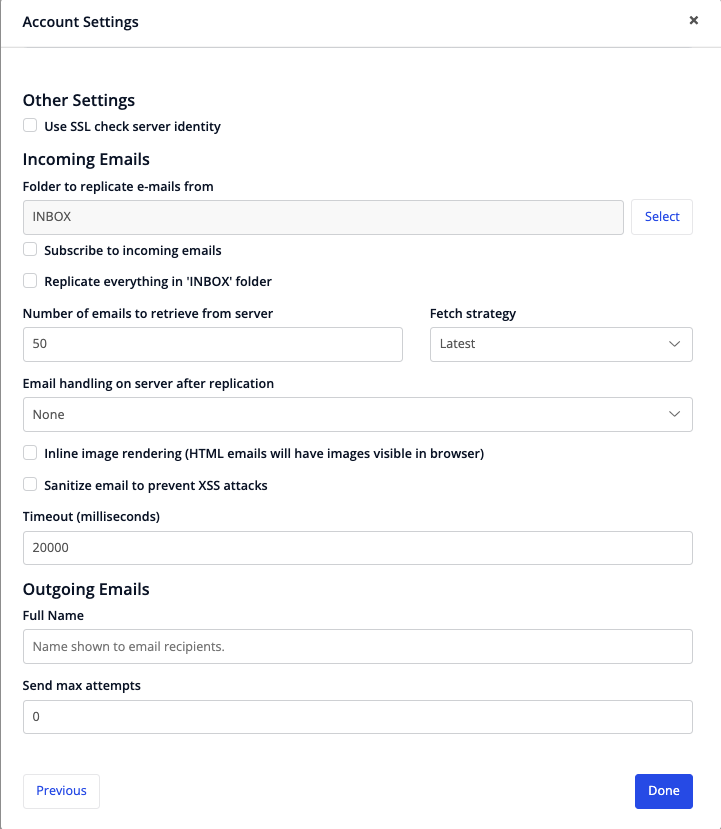 Account Settings ×
Other Settings
Use SSL check server identity
Incoming Emails
Folder to replicate e-mails from
INBOX Select
Subscribe to incoming emails
Replicate everything in 'INBOX' folder
Number of emails to retrieve from server Fetch strategy
50 Latest
Email handling on server after replication
None
Inline image rendering (HTML emails will have images visible in browser)
Sanitize email to prevent XSS attacks
Timeout (milliseconds)
20000
Outgoing Emails
Full Name
Name shown to email recipients.
Send max attempts
0
Previous Done